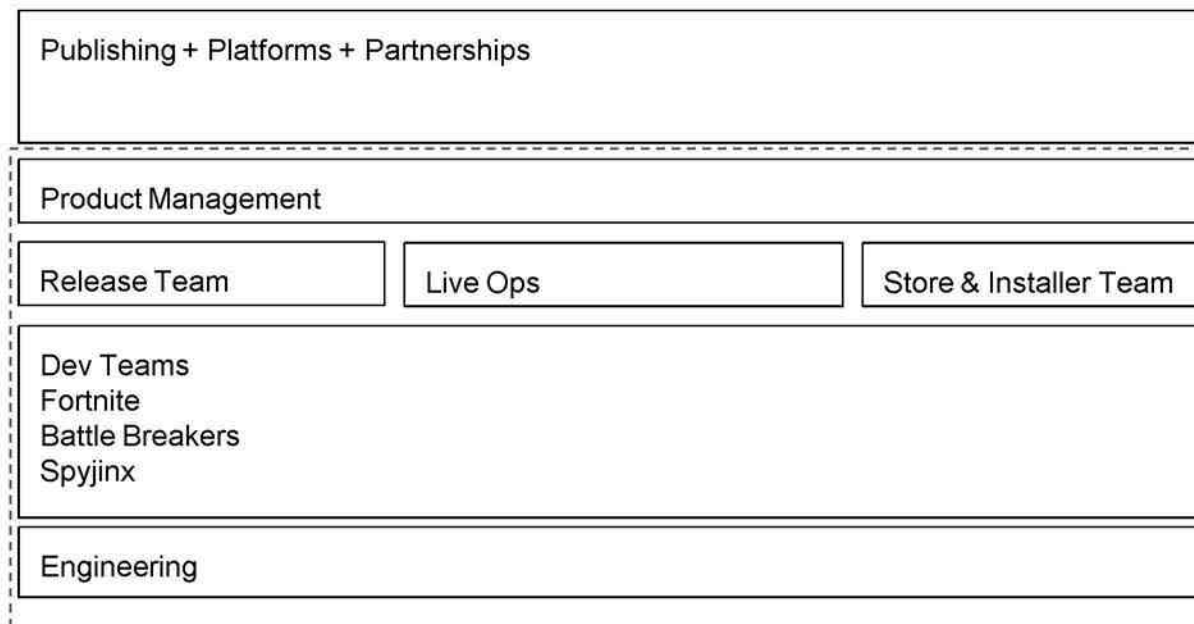 Publishing + Platforms + Partnerships
Product Management
Release Team
Live Ops
Store & Installer Team
Dev Teams
Fortnite
Battle Breakers
Spyjinx
Engineering